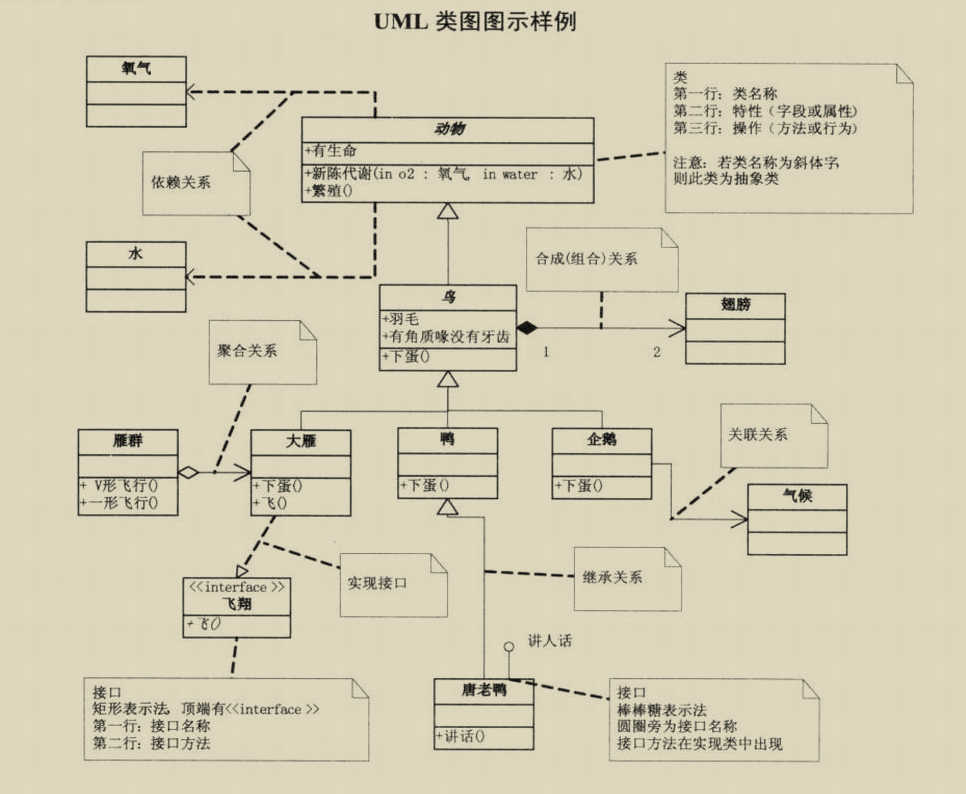 UML 类图图示样例
氧气
类
第一行：类名称
第二行：特性（字段或属性）
第三行：操作（方法或行为）
注意：若类名称为斜体字
则此类为抽象类
动物
+有生命
+新陈代谢(in o2 : 氧气, in water : 水)
+繁殖()
依赖关系
水
合成(组合)关系
鸟
+羽毛
+有角质喙没有牙齿
+下蛋()
翅膀
1
2
聚合关系
雁群
+ V形飞行()
+一形飞行()
大雁
+下蛋()
+飞()
鸭
+下蛋()
企鹅
+下蛋()
关联关系
气候
实现接口
继承关系
<<interface >>
飞翔
+飞()
讲人话
接口
矩形表示法, 顶端有<<interface >>
第一行：接口名称
第二行：接口方法
唐老鸭
+讲话()
接口
棒棒糖表示法
圆圈旁为接口名称
接口方法在实现类中出现